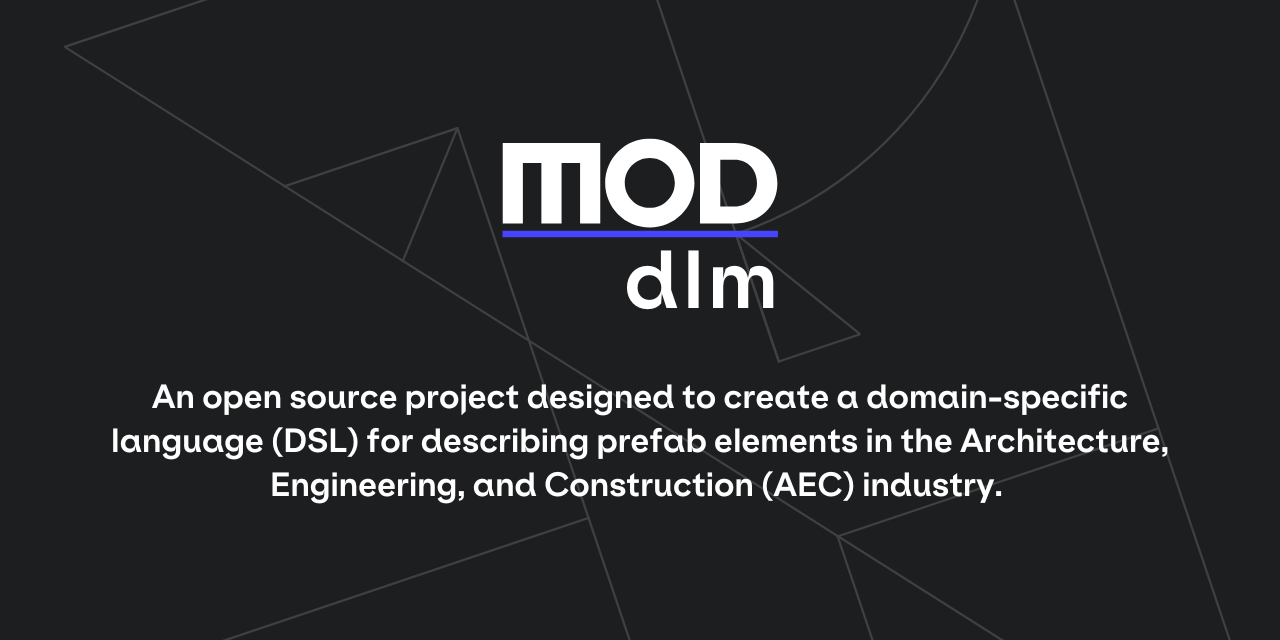 MOD
dlm
An open source project designed to create a domain-specific
language (DSL) for describing prefab elements in the Architecture,
Engineering, and Construction (AEC) industry.